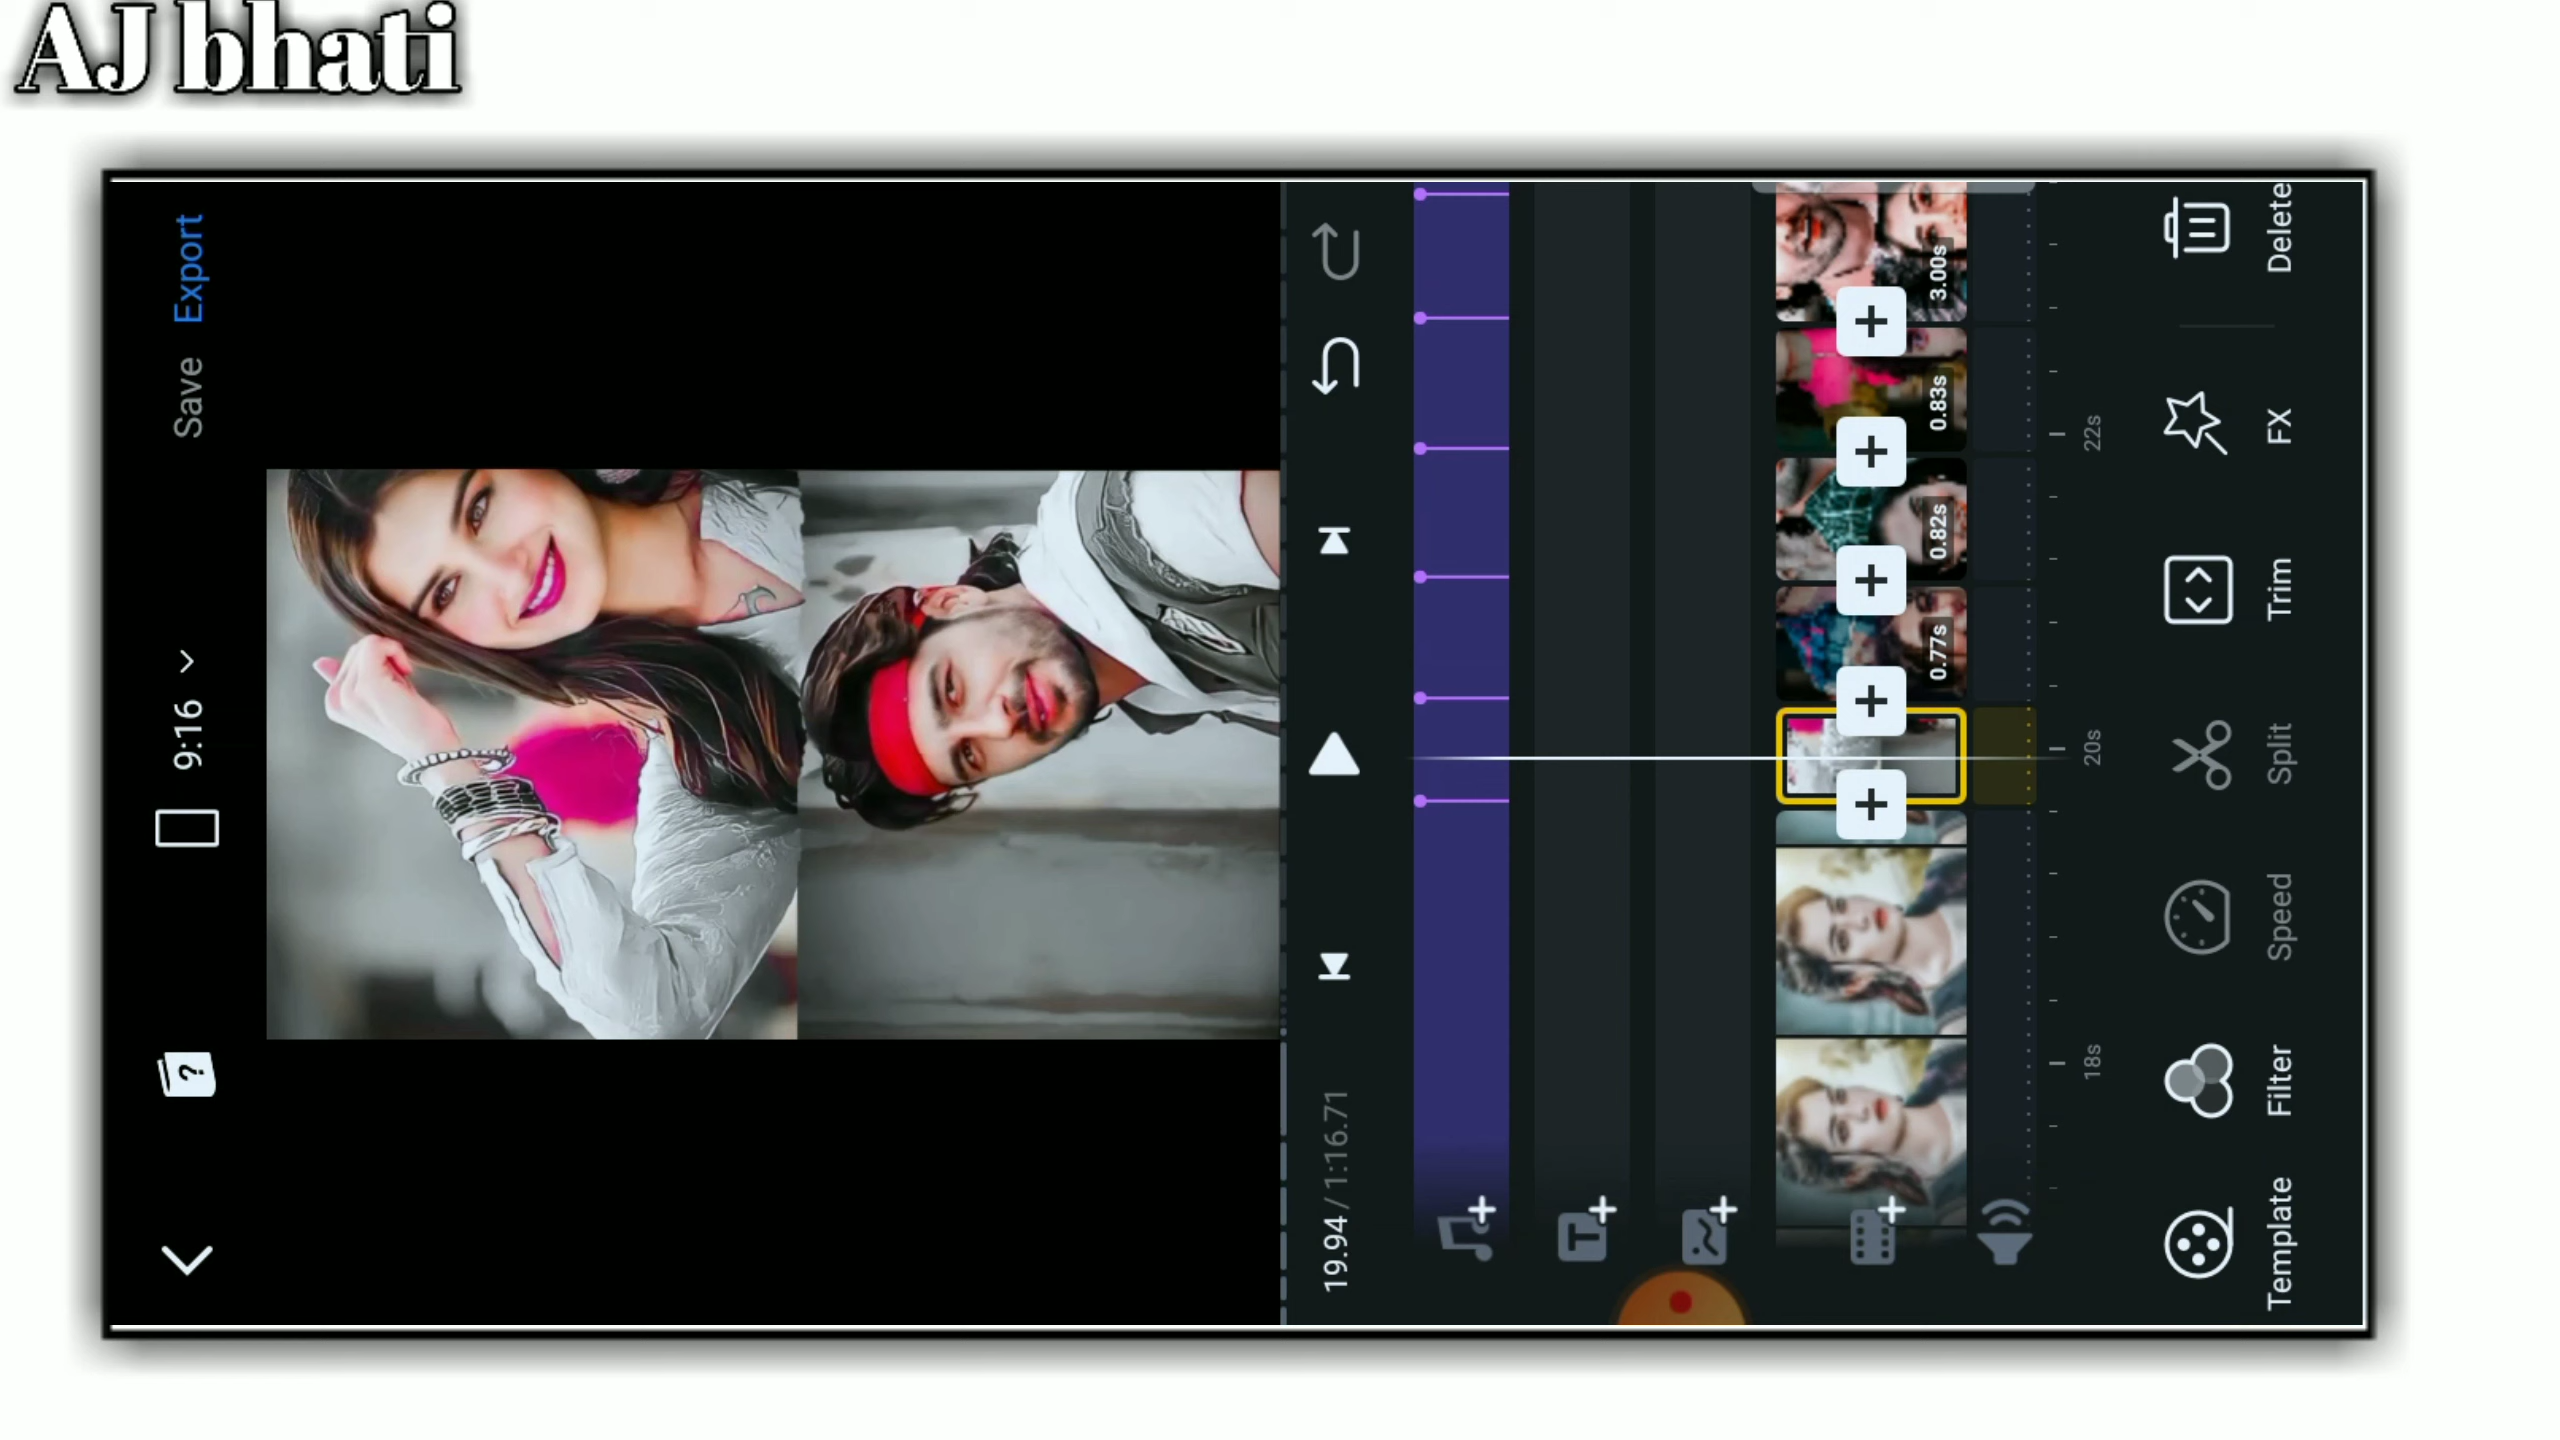 AJ bhati
9:16
Save
Export
?
19.94 / 1:16.71
T
0.77s
0.82s
0.83s
3.00s
18s
20s
22s
Template
Filter
Speed
Split
Trim
FX
Delete